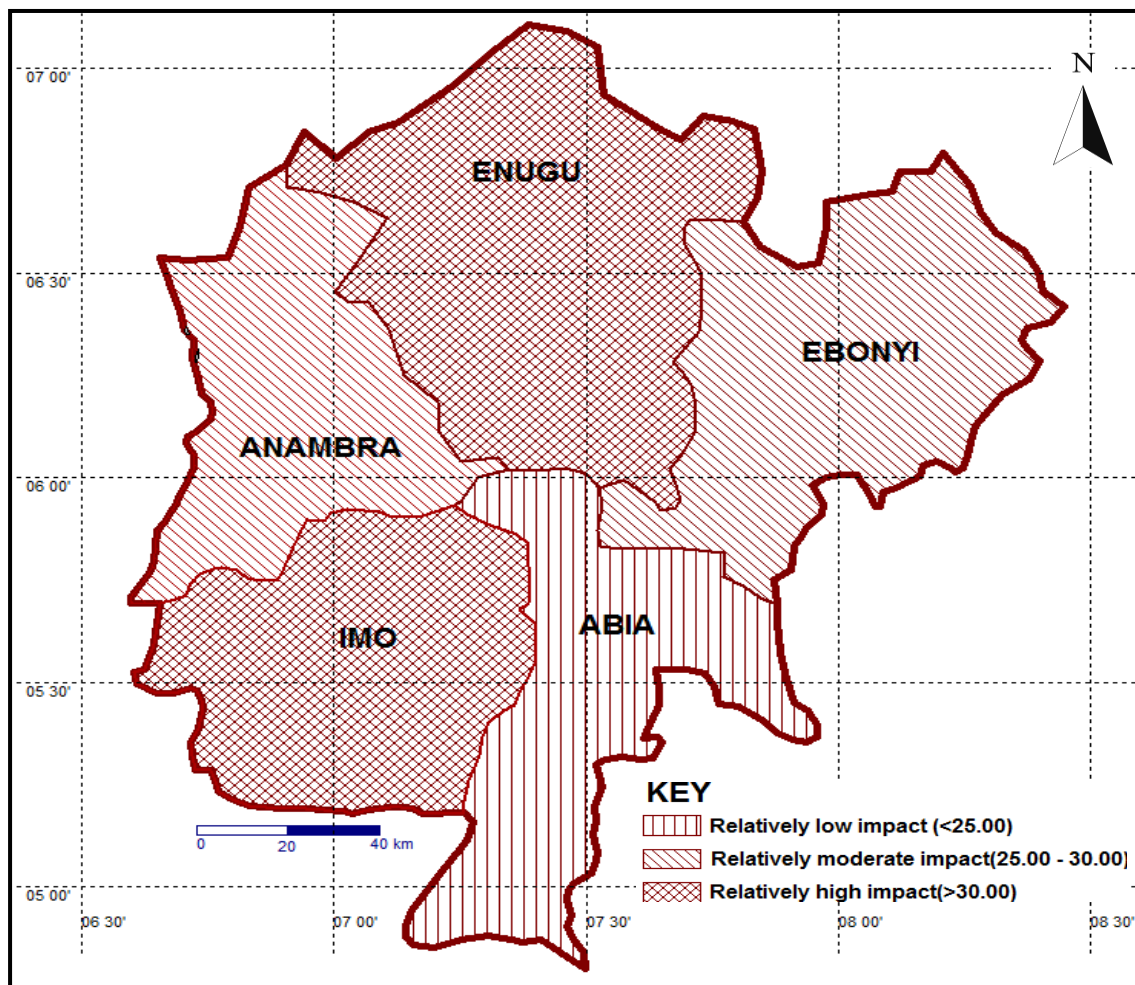 N
07 00'
ENUGU
06 30'
EBONYI
ANAMBRA
06 00'
ABIA
IMO
05 30'
KEY
Relatively low impact (<25.00)
0 20 40 km
Relatively moderate impact(25.00 - 30.00)
05 00'
Relatively high impact(>30.00)
06 30' 07 00' 07 30' 08 00' 08 30'